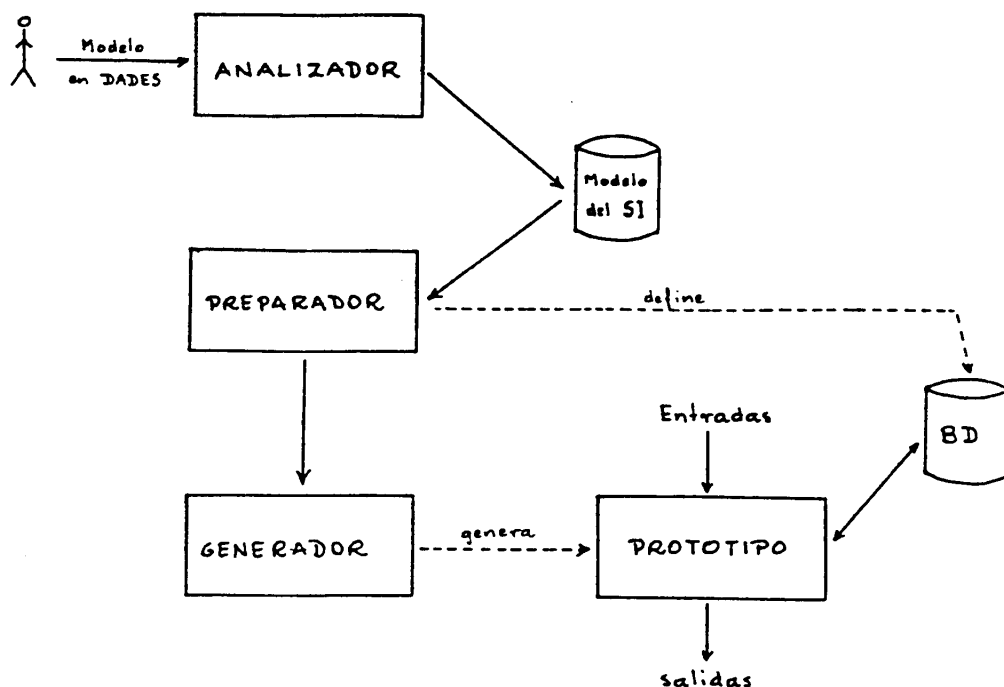 Modelo
en DADES
ANALIZADOR
Modelo
del SI
PREPARADOR
define
Entradas
BD
GENERADOR
genera
PROTOTIPO
salidas